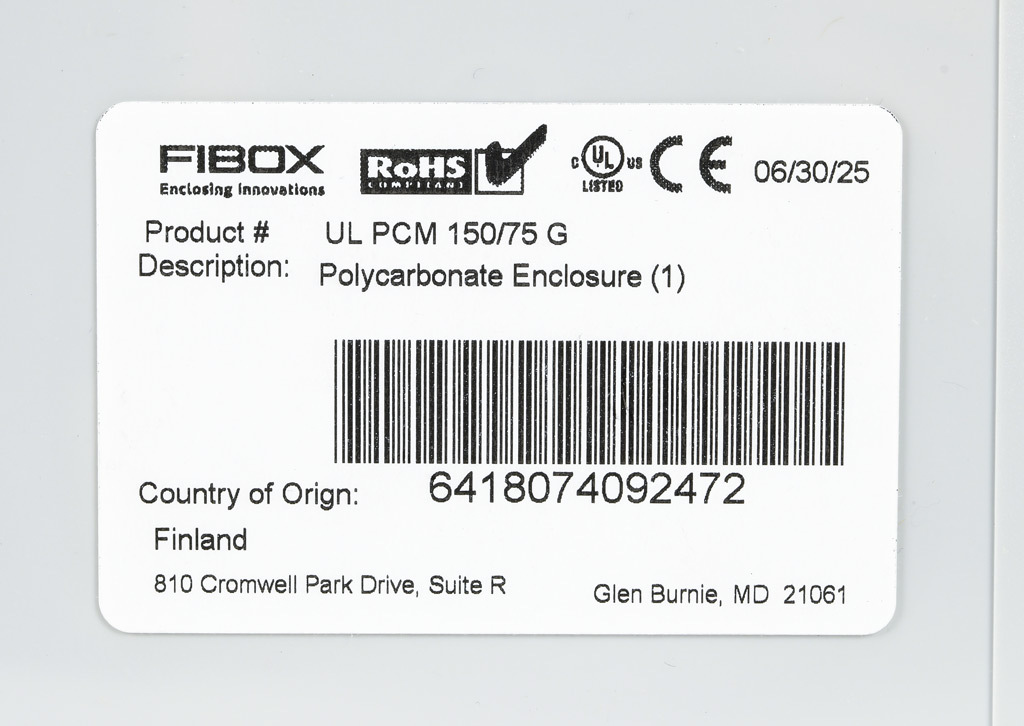 FIBOX
Enclosing Innovations
RoHS
COMPLIANT
C UL US
LISTED
CE
06/30/25
Product # UL PCM 150/75 G
Description: Polycarbonate Enclosure (1)
6418074092472
Country of Orign:
Finland
810 Cromwell Park Drive, Suite R Glen Burnie, MD 21061